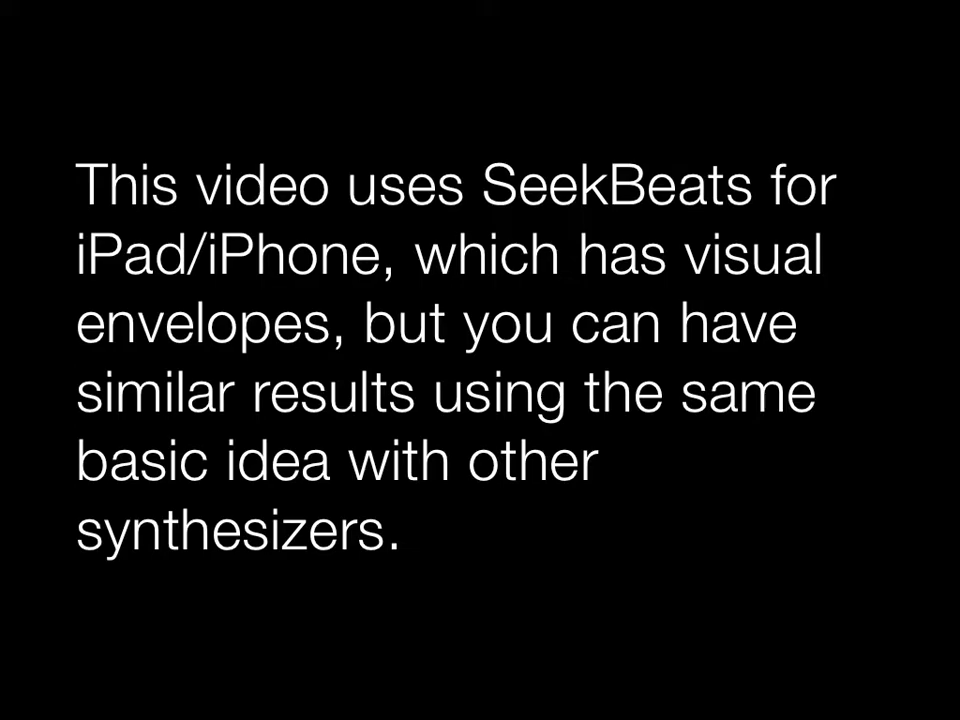 This video uses SeekBeats for
iPad/iPhone, which has visual
envelopes, but you can have
similar results using the same
basic idea with other
synthesizers.